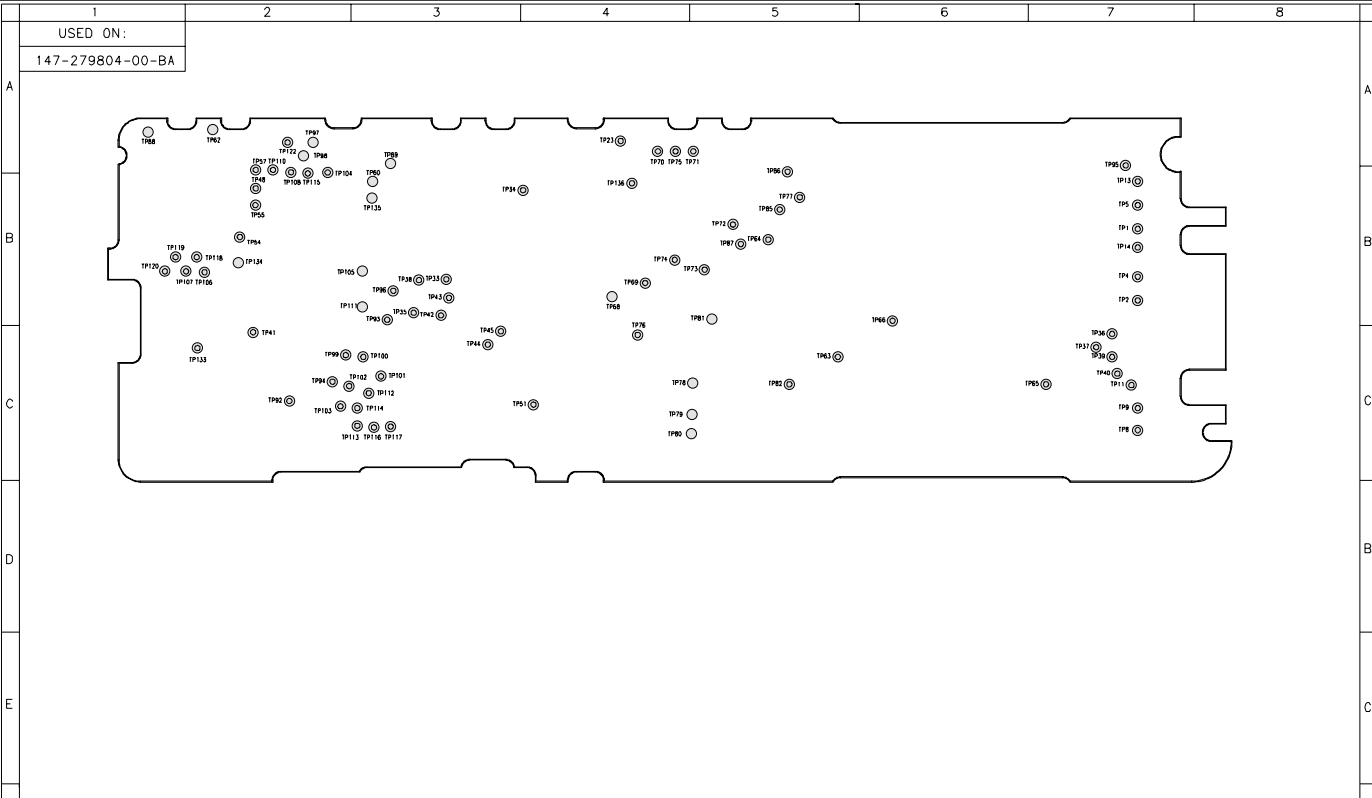 1 2 3 4 5 6 7 8
USED ON:
147-279804-00-BA
A A
TP88 TP62 TP97 TP122 TP98 TP89 TP23 TP70 TP75 TP71
TP57 TP110 TP108 TP115 TP104 TP60 TP86 TP95
TP48 TP34 TP136 TP13
TP55 TP135 TP77 TP85 TP5
TP72 TP1
B B
TP54 TP87 TP64 TP14
TP119 TP118 TP134 TP74
TP120 TP107 TP106 TP105 TP38 TP33 TP73 TP4
TP96 TP43 TP69 TP68 TP2
TP111 TP93 TP35 TP42 TP81 TP66
TP41 TP45 TP76 TP36
TP133 TP44 TP37
TP99 TP100 TP63 TP39
TP94 TP102 TP101 TP78 TP82 TP65 TP40 TP11
TP112
C C
TP92 TP103 TP114 TP51 TP79 TP9
TP113 TP116 TP117 TP80 TP8
D B
E C